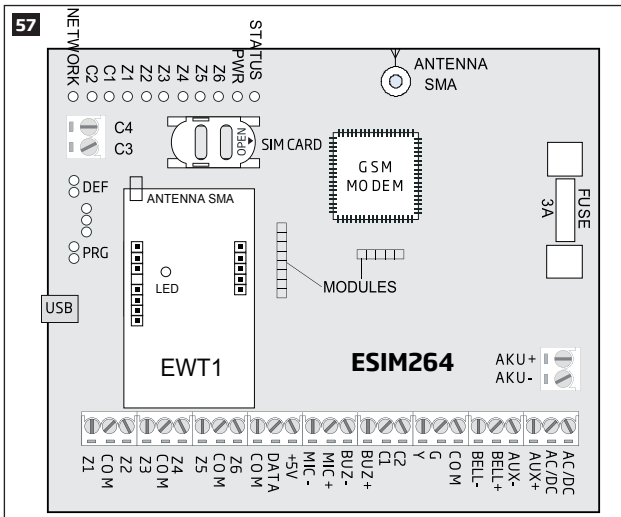 57
NETWORK C2 C1 Z1 Z2 Z3 Z4 Z5 Z6 PWR STATUS
ANTENNA
SMA
C4
C3
OPEN
SIM CARD
GSM
MODEM
FUSE
3A
DEF
ANTENNA SMA
PRG
LED
MODULES
USB
EWT1
ESIM264
AKU+
AKU-
Z1 COM Z2 Z3 COM Z4 Z5 COM Z6 COM DATA +5V MIC- MIC+ BUZ- BUZ+ C1 C2 Y G COM BELL- BELL+ AUX- AUX+ AC/DC AC/DC